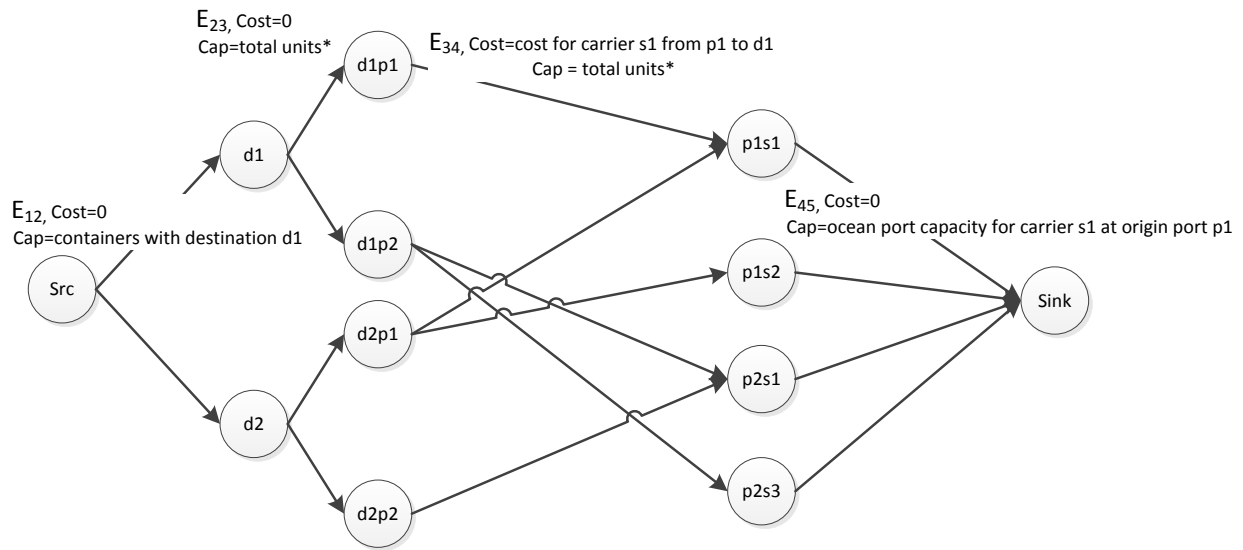 E23, Cost=0
Cap=total units*
E34, Cost=cost for carrier s1 from p1 to d1
Cap = total units*
d1p1
d1
p1s1
E12, Cost=0
Cap=containers with destination d1
E45, Cost=0
Cap=ocean port capacity for carrier s1 at origin port p1
d1p2
Src
p1s2
Sink
d2p1
p2s1
d2
d2p2
p2s3